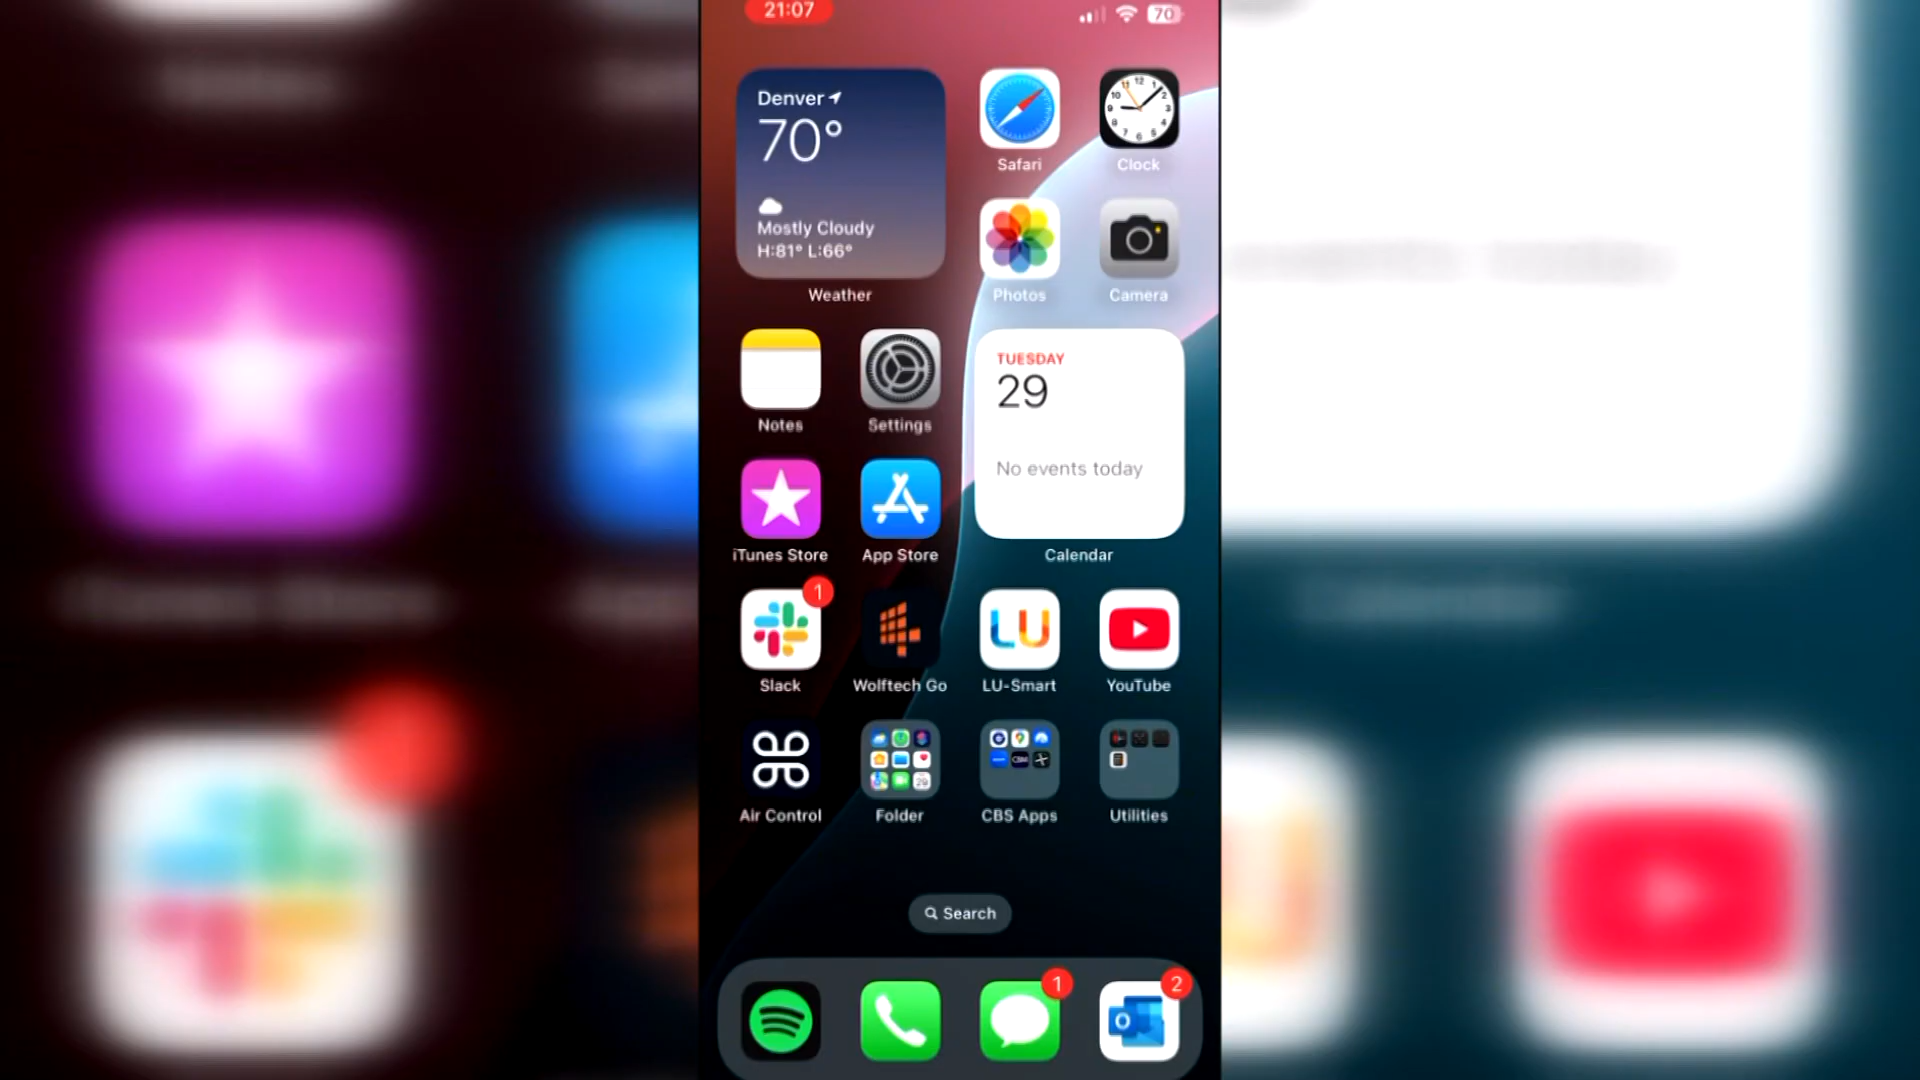 21:07
70
Denver
70°
Mostly Cloudy
H:81° L:66°
Weather
Safari
Clock
Photos
Camera
Notes
Settings
TUESDAY
29
No events today
iTunes Store
App Store
Calendar
1
LU
Slack
Wolftech Go
LU-Smart
YouTube
Air Control
Folder
CBS Apps
Utilities
Search
1
2
O